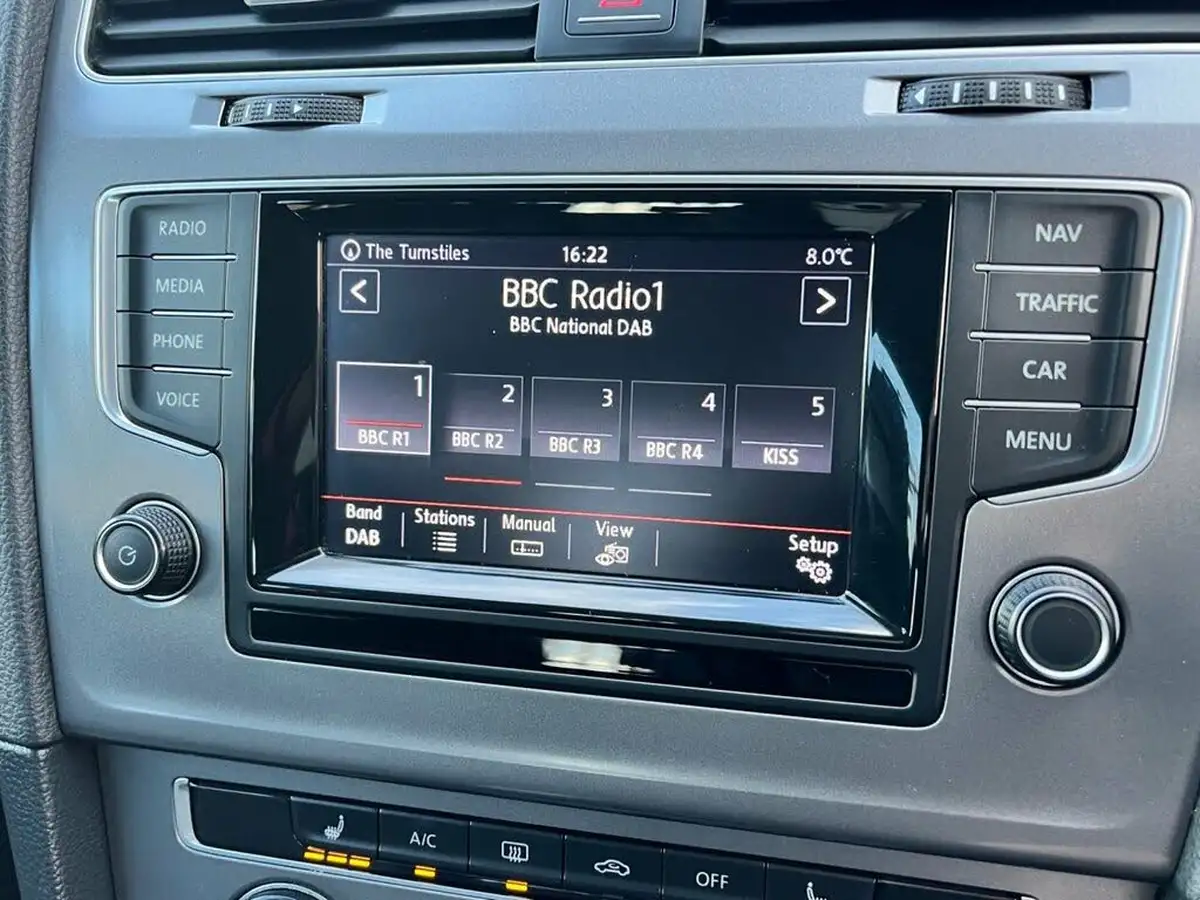 RADIO
MEDIA
PHONE
VOICE
The Turnstiles 16:22 8.0°C
< BBC Radio1 >
BBC National DAB
1 2 3 4 5
BBC R1 BBC R2 BBC R3 BBC R4 KISS
Band Stations Manual View Setup
DAB
NAV
TRAFFIC
CAR
MENU
A/C
OFF